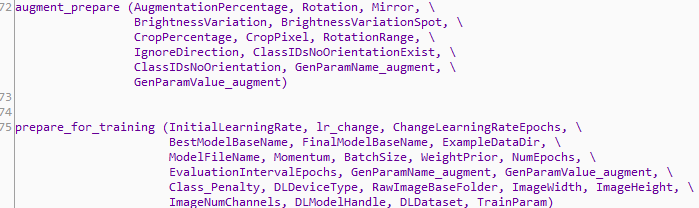 72 augment_prepare (AugmentationPercentage, Rotation, Mirror, \
BrightnessVariation, BrightnessVariationSpot, \
CropPercentage, CropPixel, RotationRange, \
IgnoreDirection, ClassIDsNoOrientationExist, \
ClassIDsNoOrientation, GenParamName_augment, \
GenParamValue_augment)
73
74
75 prepare_for_training (InitialLearningRate, lr_change, ChangeLearningRateEpochs, \
BestModelBaseName, FinalModelBaseName, ExampleDataDir, \
ModelFileName, Momentum, BatchSize, WeightPrior, NumEpochs, \
EvaluationIntervalEpochs, GenParamName_augment, GenParamValue_augment, \
Class_Penalty, DLDeviceType, RawImageBaseFolder, ImageWidth, ImageHeight, \
ImageNumChannels, DLModelHandle, DLDataset, TrainParam)